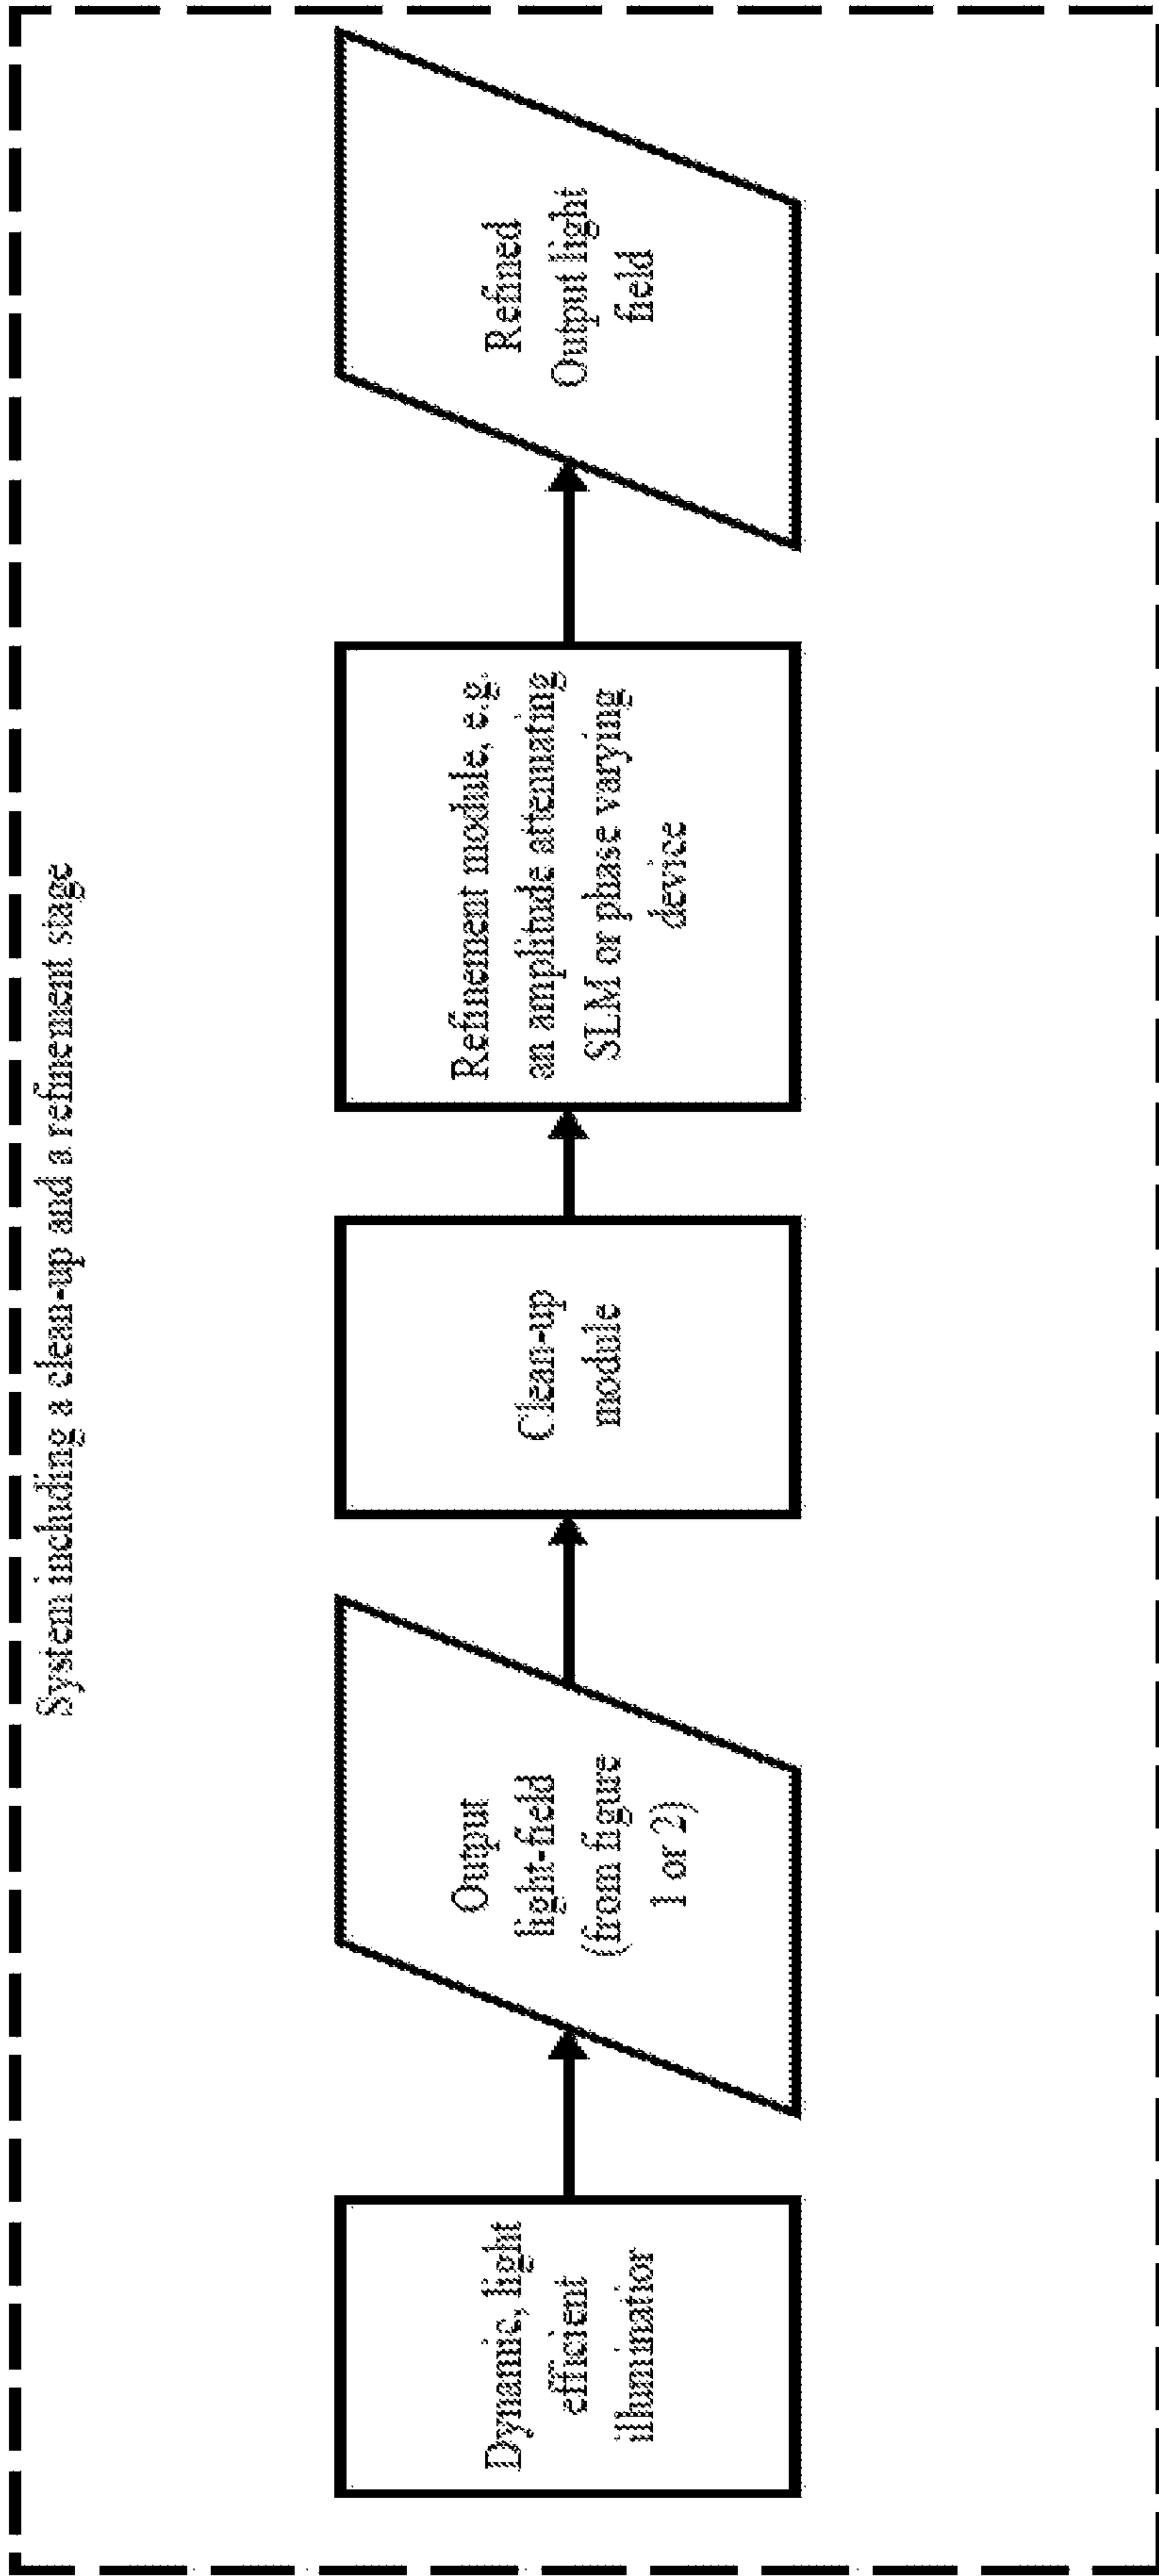 System including a clean-up and a refinement stage
Dynamic, light
efficient
illuminatior
Output
light-field
(from figure
1 or 2)
Clean-up
module
Refinement module, e.g.
an amplitude attenuating
SLM or phase varying
device
Refined
Output light
field